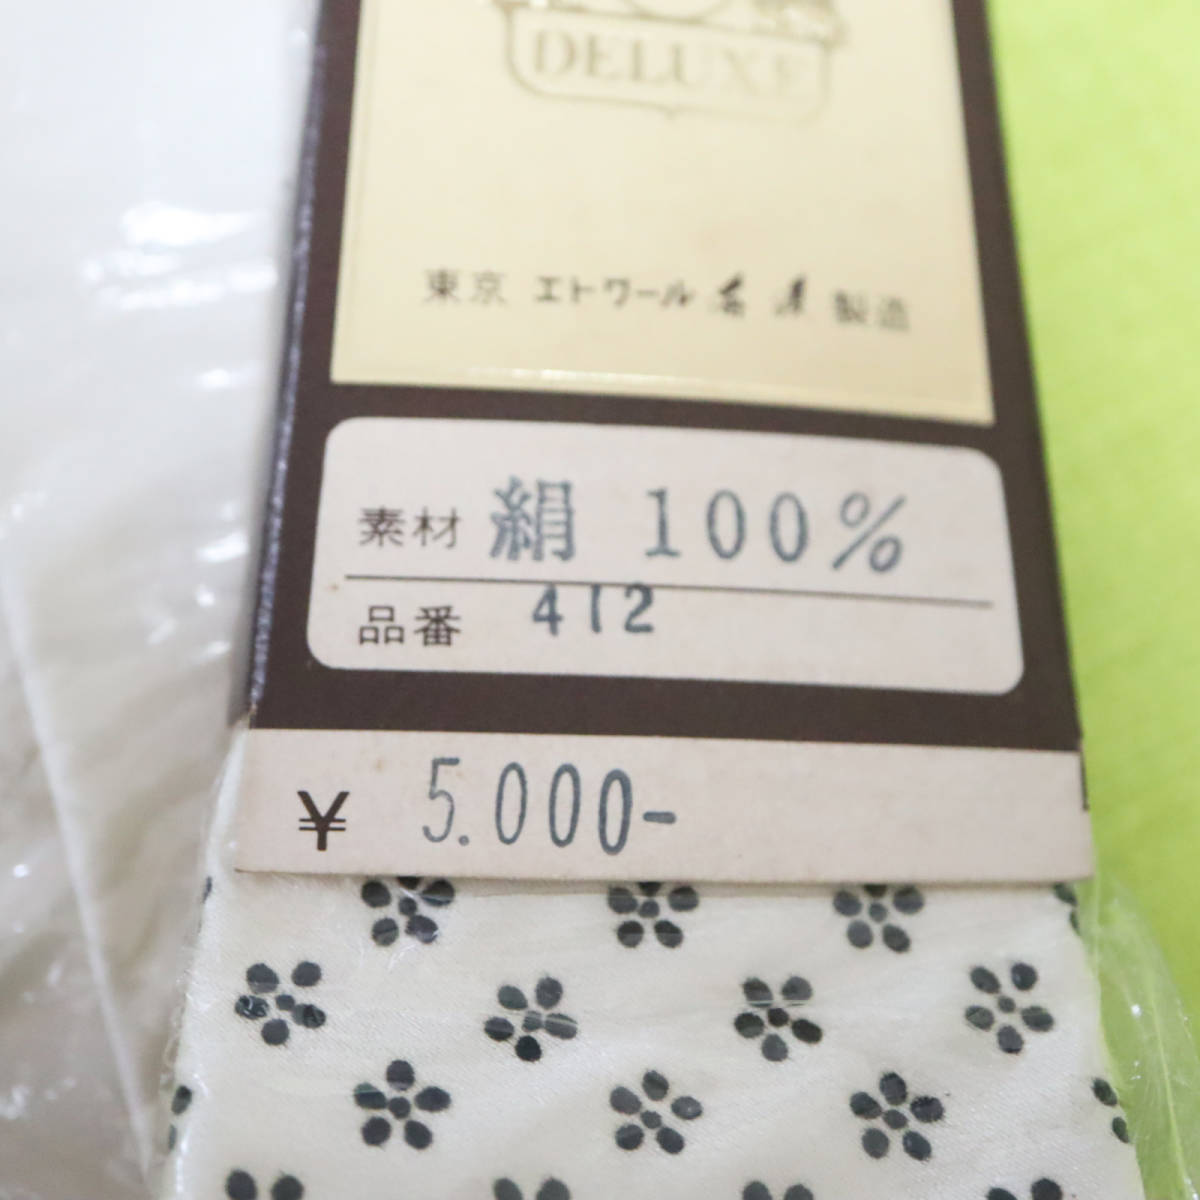 DELUXE
東京 エトワール 製造
素材 絹 100%
品番 412
¥ 5.000-